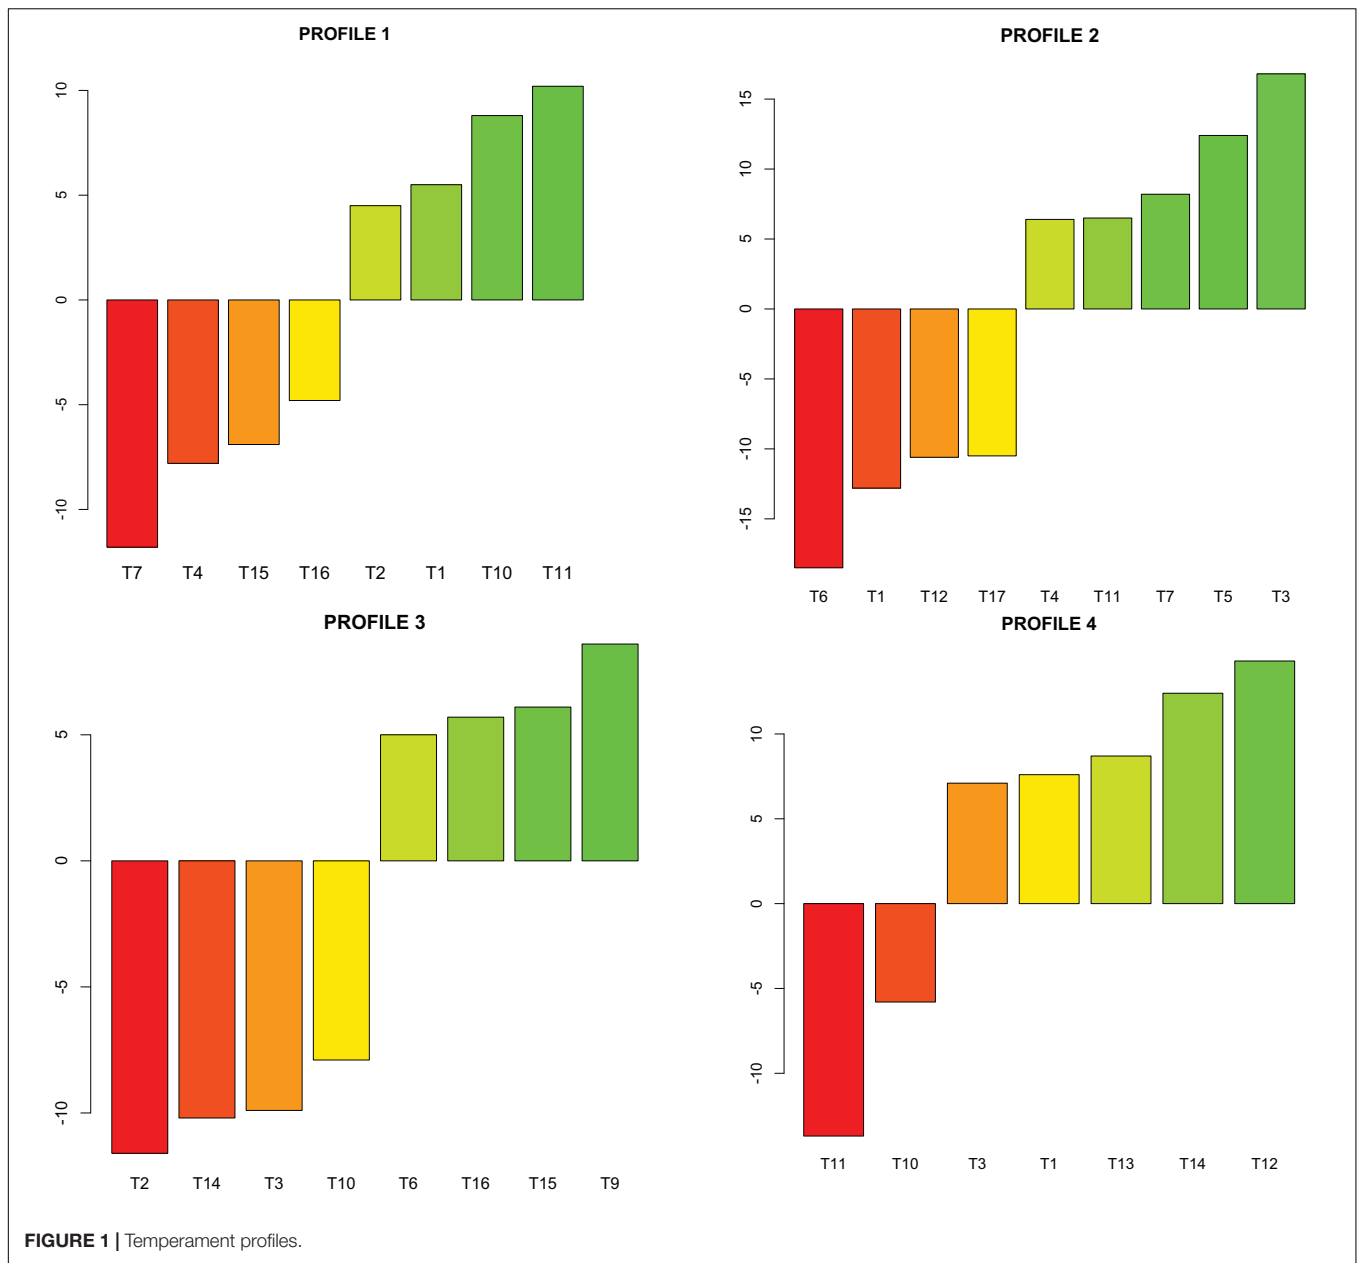 PROFILE 1
10
5
0
-5
-10
T7 T4 T15 T16 T2 T1 T10 T11
PROFILE 2
15
10
5
0
-5
-10
-15
T6 T1 T12 T17 T4 T11 T7 T5 T3
PROFILE 3
5
0
-5
-10
T2 T14 T3 T10 T6 T16 T15 T9
PROFILE 4
10
5
0
-5
-10
T11 T10 T3 T1 T13 T14 T12
FIGURE 1 | Temperament profiles.